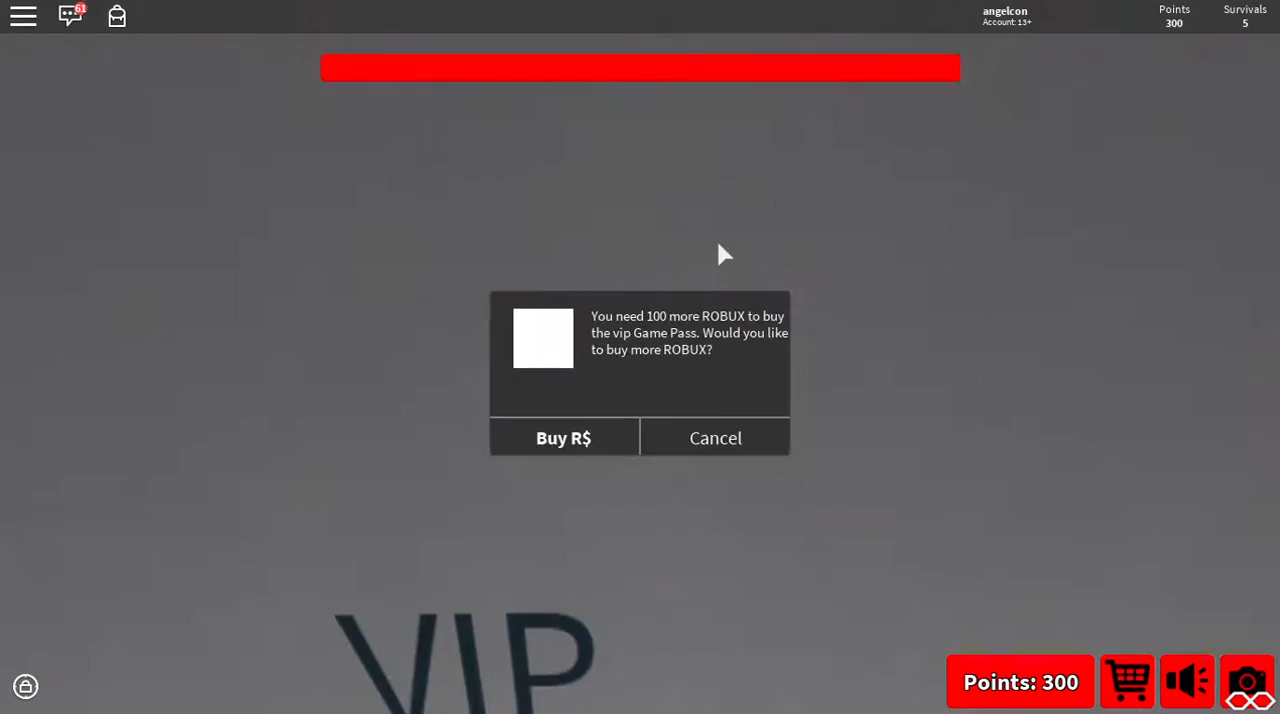 61
angelcon
Account: 13+
Points
300
Survivals
5
You need 100 more ROBUX to buy
the vip Game Pass. Would you like
to buy more ROBUX?
Buy R$
Cancel
VIP
Points: 300